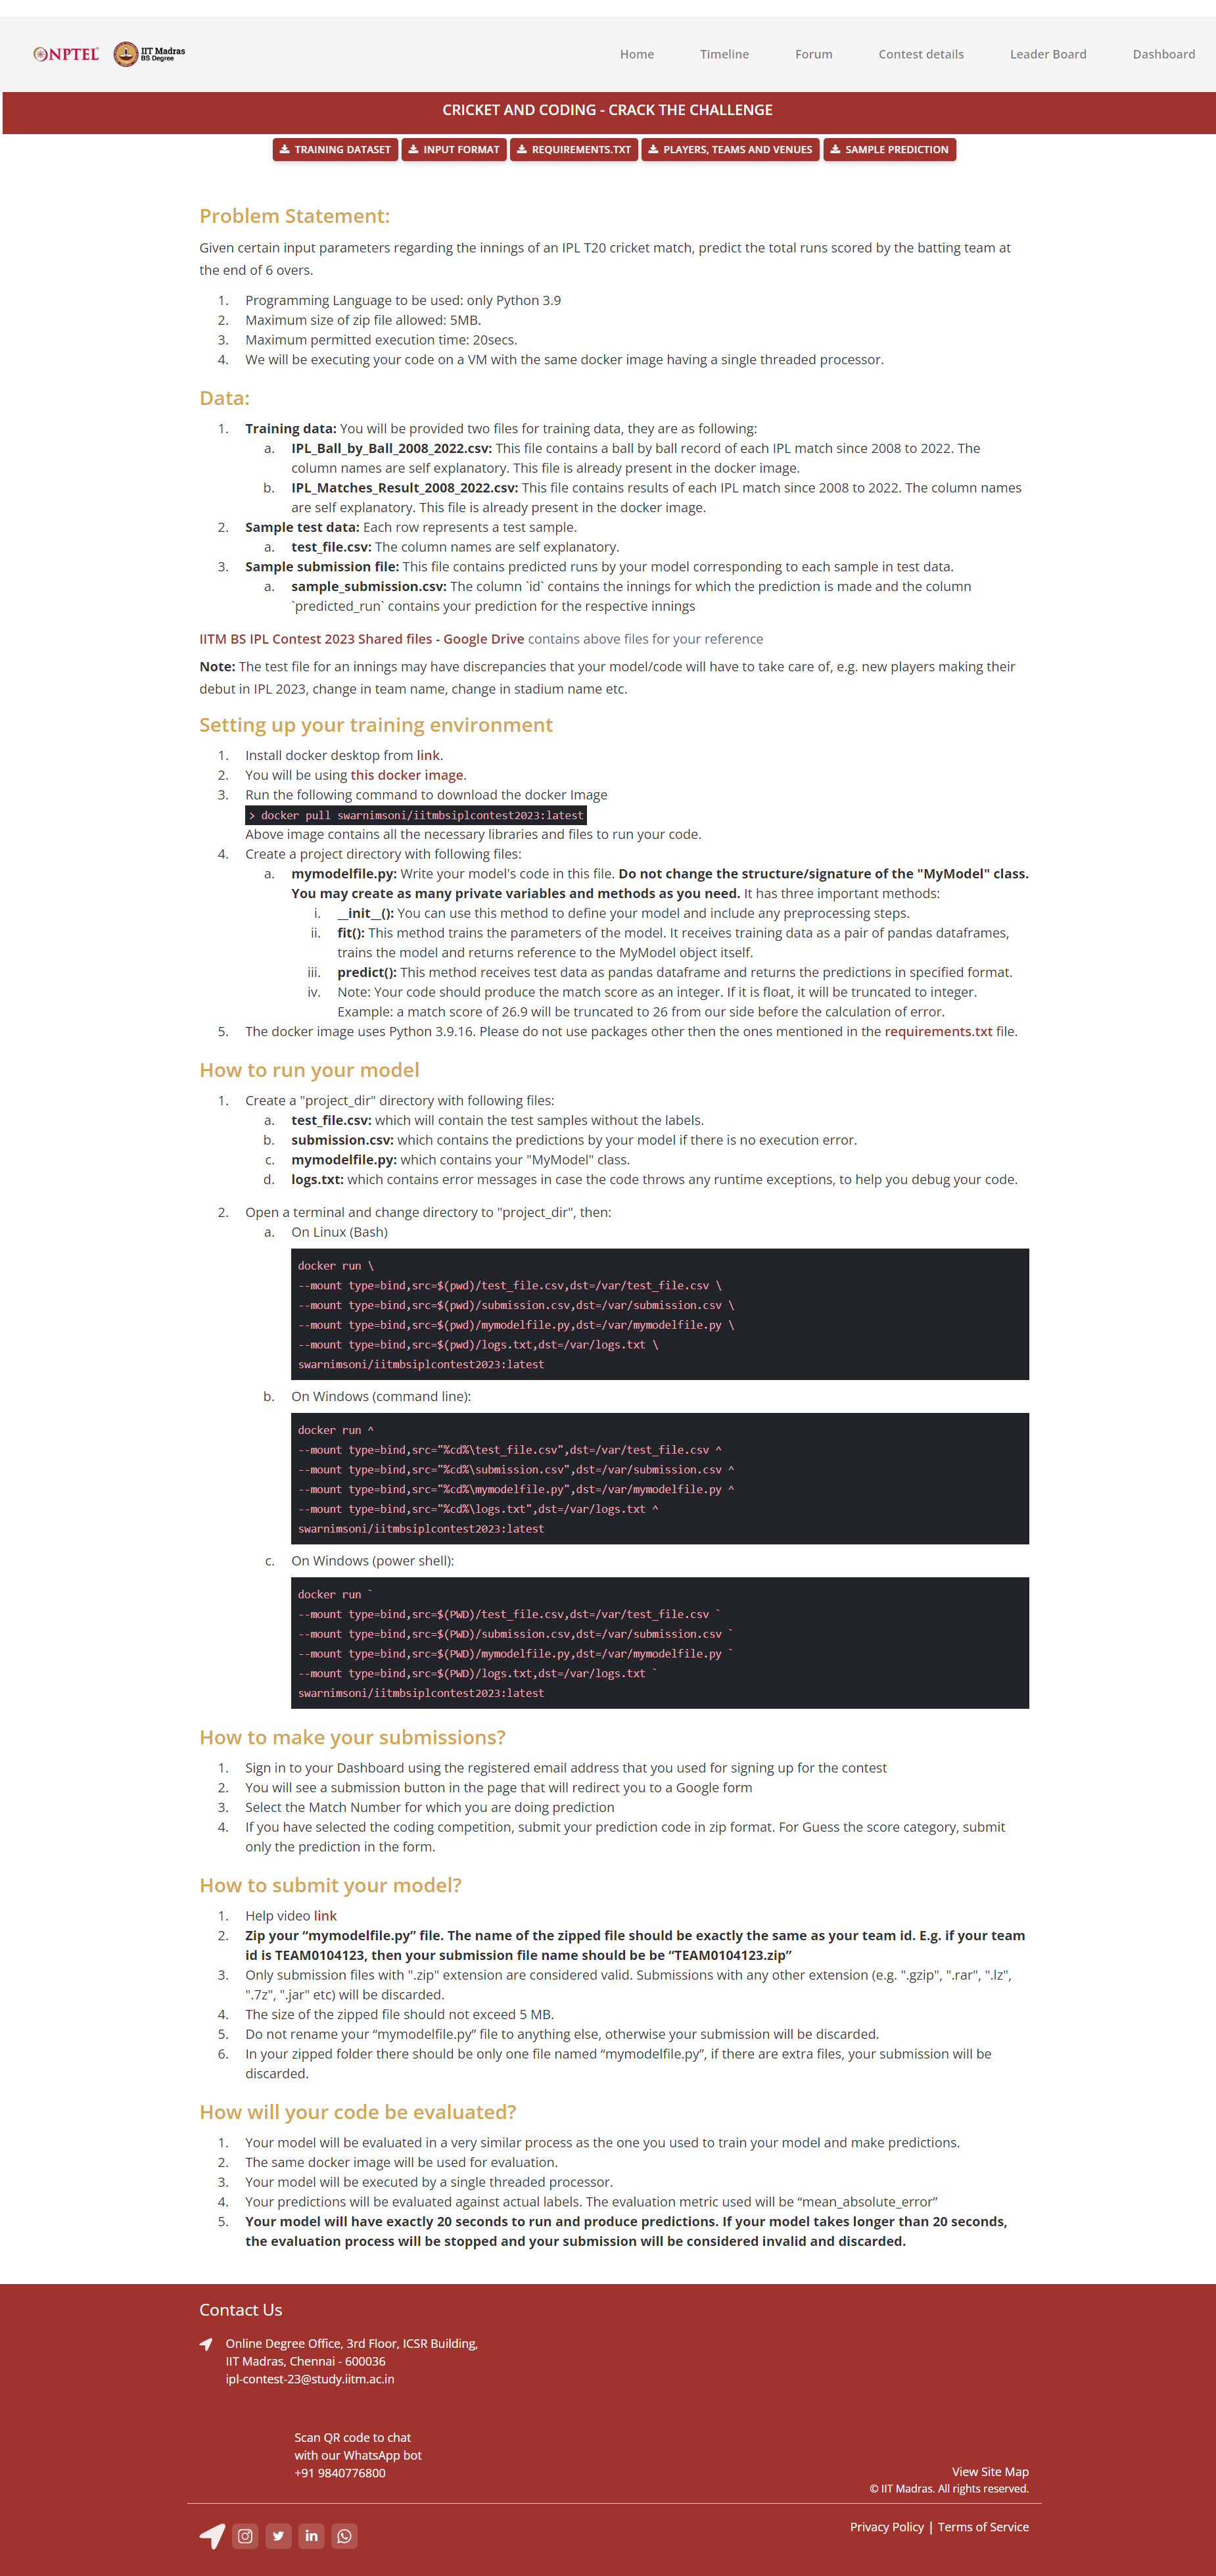 NPTEL
IIT Madras
BS Degree
Home
Timeline
Forum
Contest details
Leader Board
Dashboard
CRICKET AND CODING - CRACK THE CHALLENGE
TRAINING DATASET
INPUT FORMAT
REQUIREMENTS.TXT
PLAYERS, TEAMS AND VENUES
SAMPLE PREDICTION
Problem Statement:
Given certain input parameters regarding the innings of an IPL T20 cricket match, predict the total runs scored by the batting team at
the end of 6 overs.
1. Programming Language to be used: only Python 3.9
2. Maximum size of zip file allowed: 5MB.
3. Maximum permitted execution time: 20secs.
4. We will be executing your code on a VM with the same docker image having a single threaded processor.
Data:
1. Training data: You will be provided two files for training data, they are as following:
a. IPL_Ball_by_Ball_2008_2022.csv: This file contains a ball by ball record of each IPL match since 2008 to 2022. The
column names are self explanatory. This file is already present in the docker image.
b. IPL_Matches_Result_2008_2022.csv: This file contains results of each IPL match since 2008 to 2022. The column names
are self explanatory. This file is already present in the docker image.
2. Sample test data: Each row represents a test sample.
a. test_file.csv: The column names are self explanatory.
3. Sample submission file: This file contains predicted runs by your model corresponding to each sample in test data.
a. sample_submission.csv: The column `id` contains the innings for which the prediction is made and the column
`predicted_run` contains your prediction for the respective innings
IITM BS IPL Contest 2023 Shared files - Google Drive contains above files for your reference
Note: The test file for an innings may have discrepancies that your model/code will have to take care of, e.g. new players making their
debut in IPL 2023, change in team name, change in stadium name etc.
Setting up your training environment
1. Install docker desktop from link.
2. You will be using this docker image.
3. Run the following command to download the docker Image
> docker pull swarnimsoni/iitmbsiplcontest2023:latest
Above image contains all the necessary libraries and files to run your code.
4. Create a project directory with following files:
a. mymodelfile.py: Write your model's code in this file. Do not change the structure/signature of the "MyModel" class.
You may create as many private variables and methods as you need. It has three important methods:
i. __init__(): You can use this method to define your model and include any preprocessing steps.
ii. fit(): This method trains the parameters of the model. It receives training data as a pair of pandas dataframes,
trains the model and returns reference to the MyModel object itself.
iii. predict(): This method receives test data as pandas dataframe and returns the predictions in specified format.
iv. Note: Your code should produce the match score as an integer. If it is float, it will be truncated to integer.
Example: a match score of 26.9 will be truncated to 26 from our side before the calculation of error.
5. The docker image uses Python 3.9.16. Please do not use packages other then the ones mentioned in the requirements.txt file.
How to run your model
1. Create a "project_dir" directory with following files:
a. test_file.csv: which will contain the test samples without the labels.
b. submission.csv: which contains the predictions by your model if there is no execution error.
c. mymodelfile.py: which contains your "MyModel" class.
d. logs.txt: which contains error messages in case the code throws any runtime exceptions, to help you debug your code.
2. Open a terminal and change directory to "project_dir", then:
a. On Linux (Bash)
docker run \
--mount type=bind,src=$(pwd)/test_file.csv,dst=/var/test_file.csv \
--mount type=bind,src=$(pwd)/submission.csv,dst=/var/submission.csv \
--mount type=bind,src=$(pwd)/mymodelfile.py,dst=/var/mymodelfile.py \
--mount type=bind,src=$(pwd)/logs.txt,dst=/var/logs.txt \
swarnimsoni/iitmbsiplcontest2023:latest
b. On Windows (command line):
docker run ^
--mount type=bind,src="%cd%\test_file.csv",dst=/var/test_file.csv ^
--mount type=bind,src="%cd%\submission.csv",dst=/var/submission.csv ^
--mount type=bind,src="%cd%\mymodelfile.py",dst=/var/mymodelfile.py ^
--mount type=bind,src="%cd%\logs.txt",dst=/var/logs.txt ^
swarnimsoni/iitmbsiplcontest2023:latest
c. On Windows (power shell):
docker run `
--mount type=bind,src=$(PWD)/test_file.csv,dst=/var/test_file.csv `
--mount type=bind,src=$(PWD)/submission.csv,dst=/var/submission.csv `
--mount type=bind,src=$(PWD)/mymodelfile.py,dst=/var/mymodelfile.py `
--mount type=bind,src=$(PWD)/logs.txt,dst=/var/logs.txt `
swarnimsoni/iitmbsiplcontest2023:latest
How to make your submissions?
1. Sign in to your Dashboard using the registered email address that you used for signing up for the contest
2. You will see a submission button in the page that will redirect you to a Google form
3. Select the Match Number for which you are doing prediction
4. If you have selected the coding competition, submit your prediction code in zip format. For Guess the score category, submit
only the prediction in the form.
How to submit your model?
1. Help video link
2. Zip your “mymodelfile.py” file. The name of the zipped file should be exactly the same as your team id. E.g. if your team
id is TEAM0104123, then your submission file name should be be “TEAM0104123.zip”
3. Only submission files with ".zip" extension are considered valid. Submissions with any other extension (e.g. ".gzip", ".rar", ".lz",
".7z", ".jar" etc) will be discarded.
4. The size of the zipped file should not exceed 5 MB.
5. Do not rename your “mymodelfile.py” file to anything else, otherwise your submission will be discarded.
6. In your zipped folder there should be only one file named “mymodelfile.py”, if there are extra files, your submission will be
discarded.
How will your code be evaluated?
1. Your model will be evaluated in a very similar process as the one you used to train your model and make predictions.
2. The same docker image will be used for evaluation.
3. Your model will be executed by a single threaded processor.
4. Your predictions will be evaluated against actual labels. The evaluation metric used will be “mean_absolute_error”
5. Your model will have exactly 20 seconds to run and produce predictions. If your model takes longer than 20 seconds,
the evaluation process will be stopped and your submission will be considered invalid and discarded.
Contact Us
Online Degree Office, 3rd Floor, ICSR Building,
IIT Madras, Chennai - 600036
ipl-contest-23@study.iitm.ac.in
Scan QR code to chat
with our WhatsApp bot
+91 9840776800
View Site Map
© IIT Madras. All rights reserved.
Privacy Policy | Terms of Service